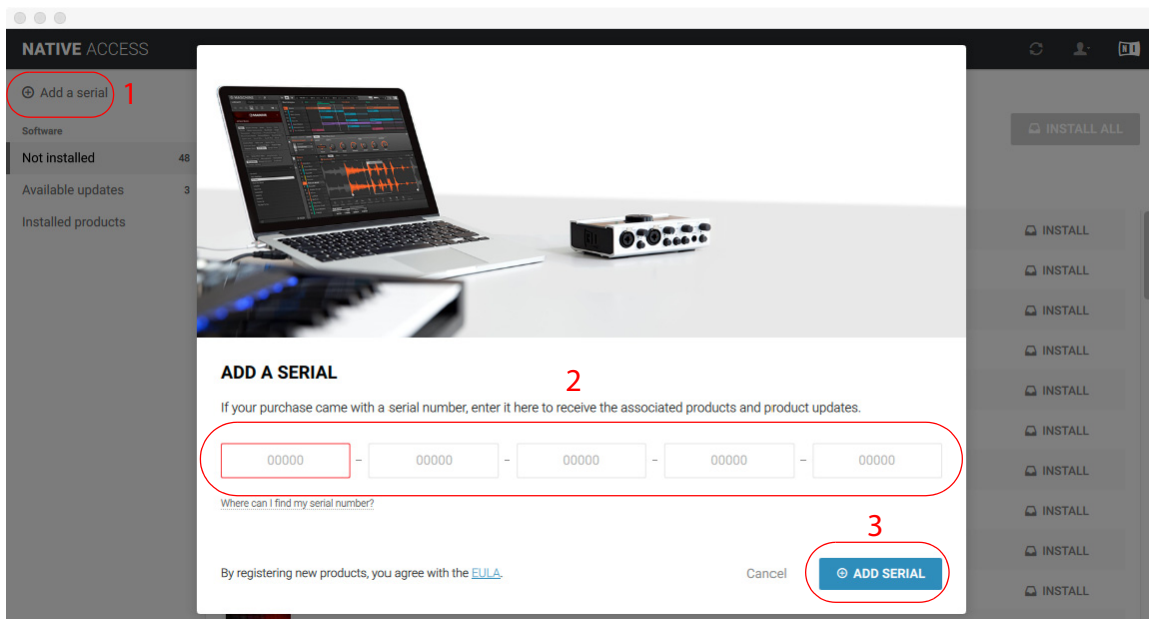 NATIVE ACCESS
NI
Add a serial
1
Software
Not installed 48
Available updates 3
Installed products
INSTALL ALL
INSTALL
INSTALL
INSTALL
INSTALL
INSTALL
INSTALL
INSTALL
INSTALL
INSTALL
INSTALL
ADD A SERIAL
2
If your purchase came with a serial number, enter it here to receive the associated products and product updates.
00000 – 00000 – 00000 – 00000 – 00000
Where can I find my serial number?
3
By registering new products, you agree with the EULA.
Cancel
ADD SERIAL